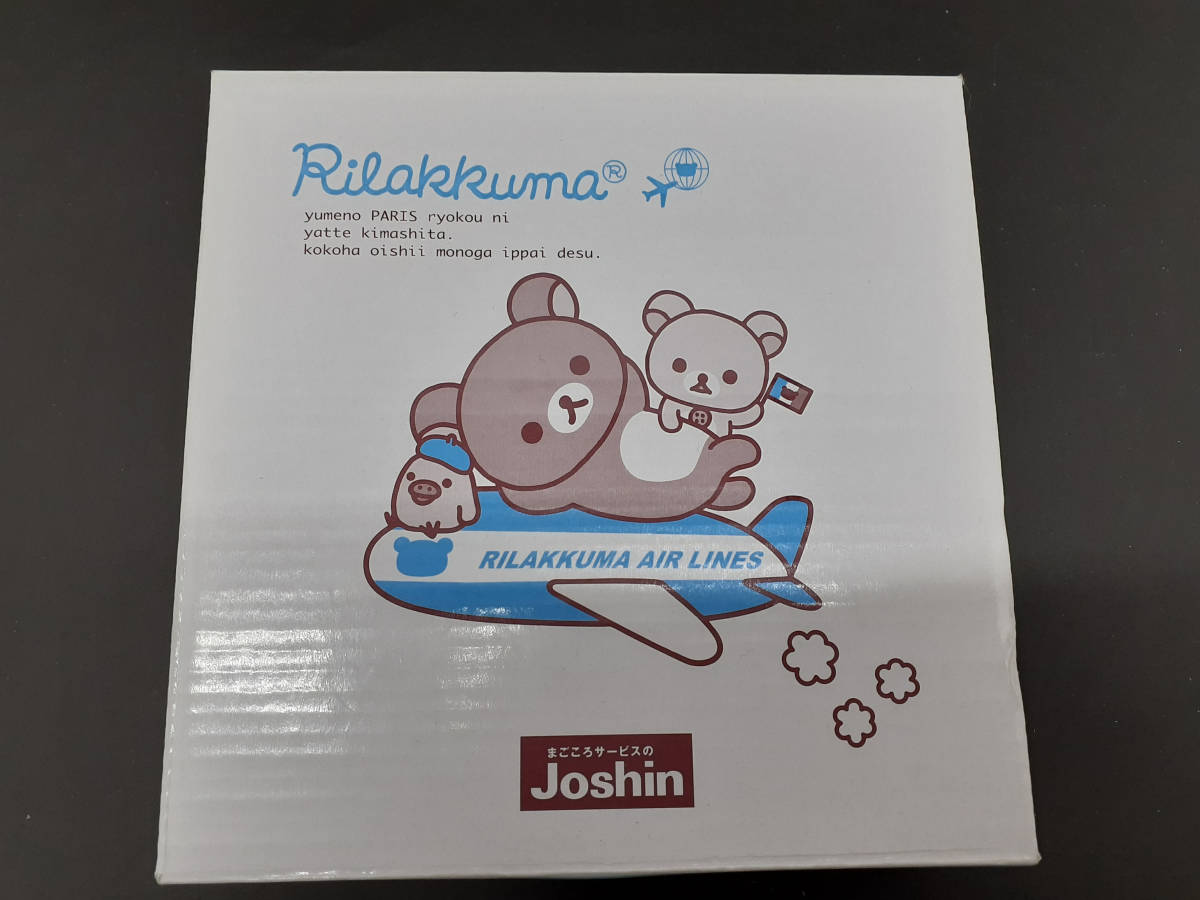 Rilakkuma®
yumeno PARIS ryokou ni
yatte kimashita.
kokoha oishii monoga ippai desu.
RILAKKUMA AIR LINES
まごころサービスの
Joshin